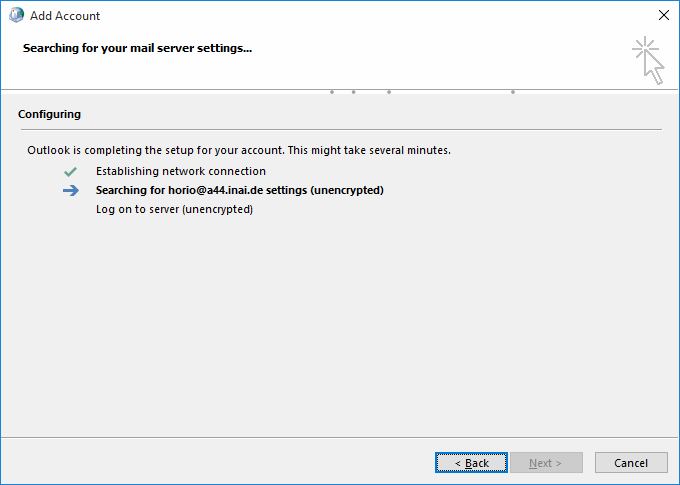 Add Account
Searching for your mail server settings...
Configuring
Outlook is completing the setup for your account. This might take several minutes.
Establishing network connection
Searching for horio@a44.inai.de settings (unencrypted)
Log on to server (unencrypted)
< Back
Next >
Cancel